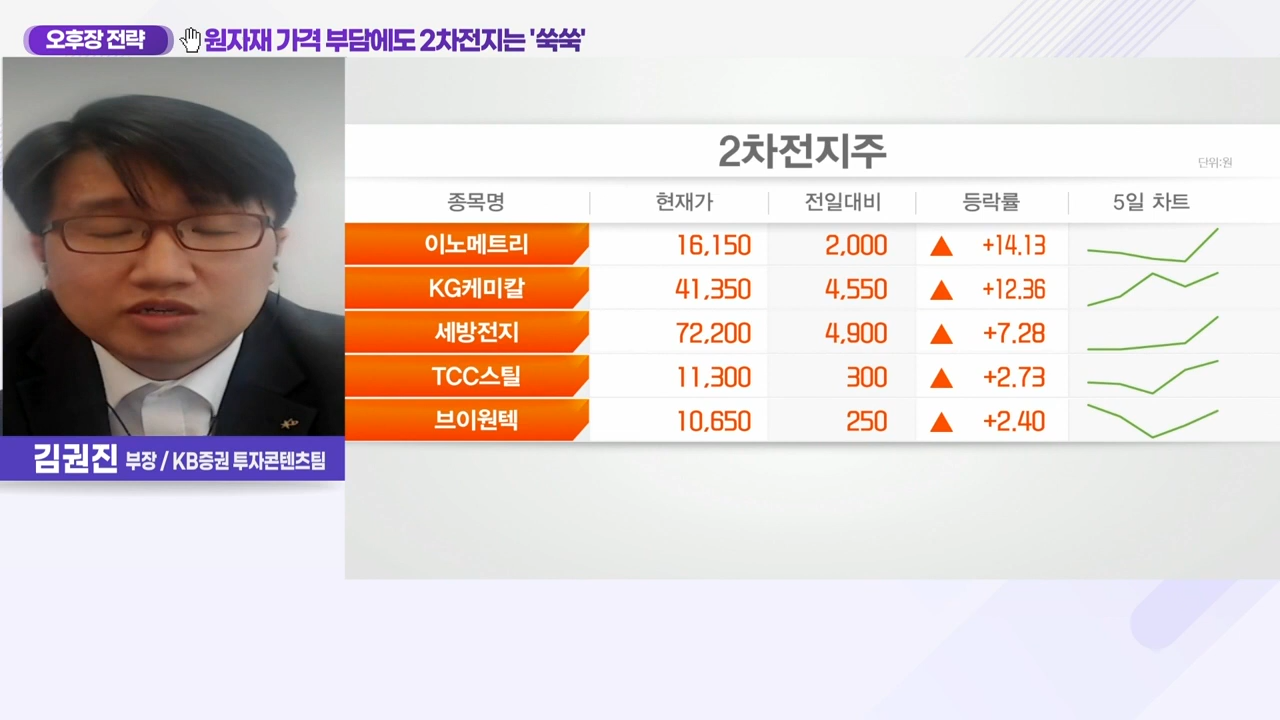 오후장 전략 원자재 가격 부담에도 2차전지는 '쑥쑥'
2차전지주
단위:원
종목명 현재가 전일대비 등락률 5일 차트
이노메트리 16,150 2,000 ▲ +14.13
KG케미칼 41,350 4,550 ▲ +12.36
세방전지 72,200 4,900 ▲ +7.28
TCC스틸 11,300 300 ▲ +2.73
브이원텍 10,650 250 ▲ +2.40
김권진 부장 / KB증권 투자콘텐츠팀